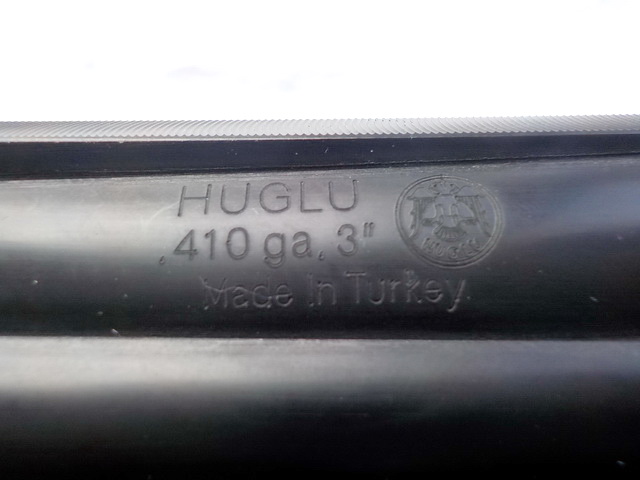 HUGLU
.410 ga. 3"
Made In Turkey